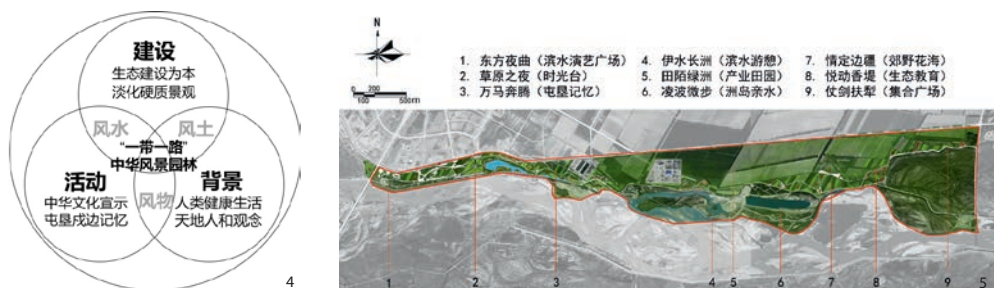 建设
生态建设为本
淡化硬质景观
风水 风土
“一带一路”
中华风景园林
活动
中华文化宣示
屯垦戍边记忆
风物
背景
人类健康生活
天地人和观念
4
N
0 200
100 500m
1. 东方夜曲（滨水演艺广场）
2. 草原之夜（时光台）
3. 万马奔腾（屯垦记忆）
4. 伊水长洲（滨水游憩）
5. 田陌绿洲（产业田园）
6. 凌波微步（洲岛亲水）
7. 情定边疆（郊野花海）
8. 悦动香堤（生态教育）
9. 仗剑扶犁（集合广场）
1 2 3 4 5 6 7 8 9
5